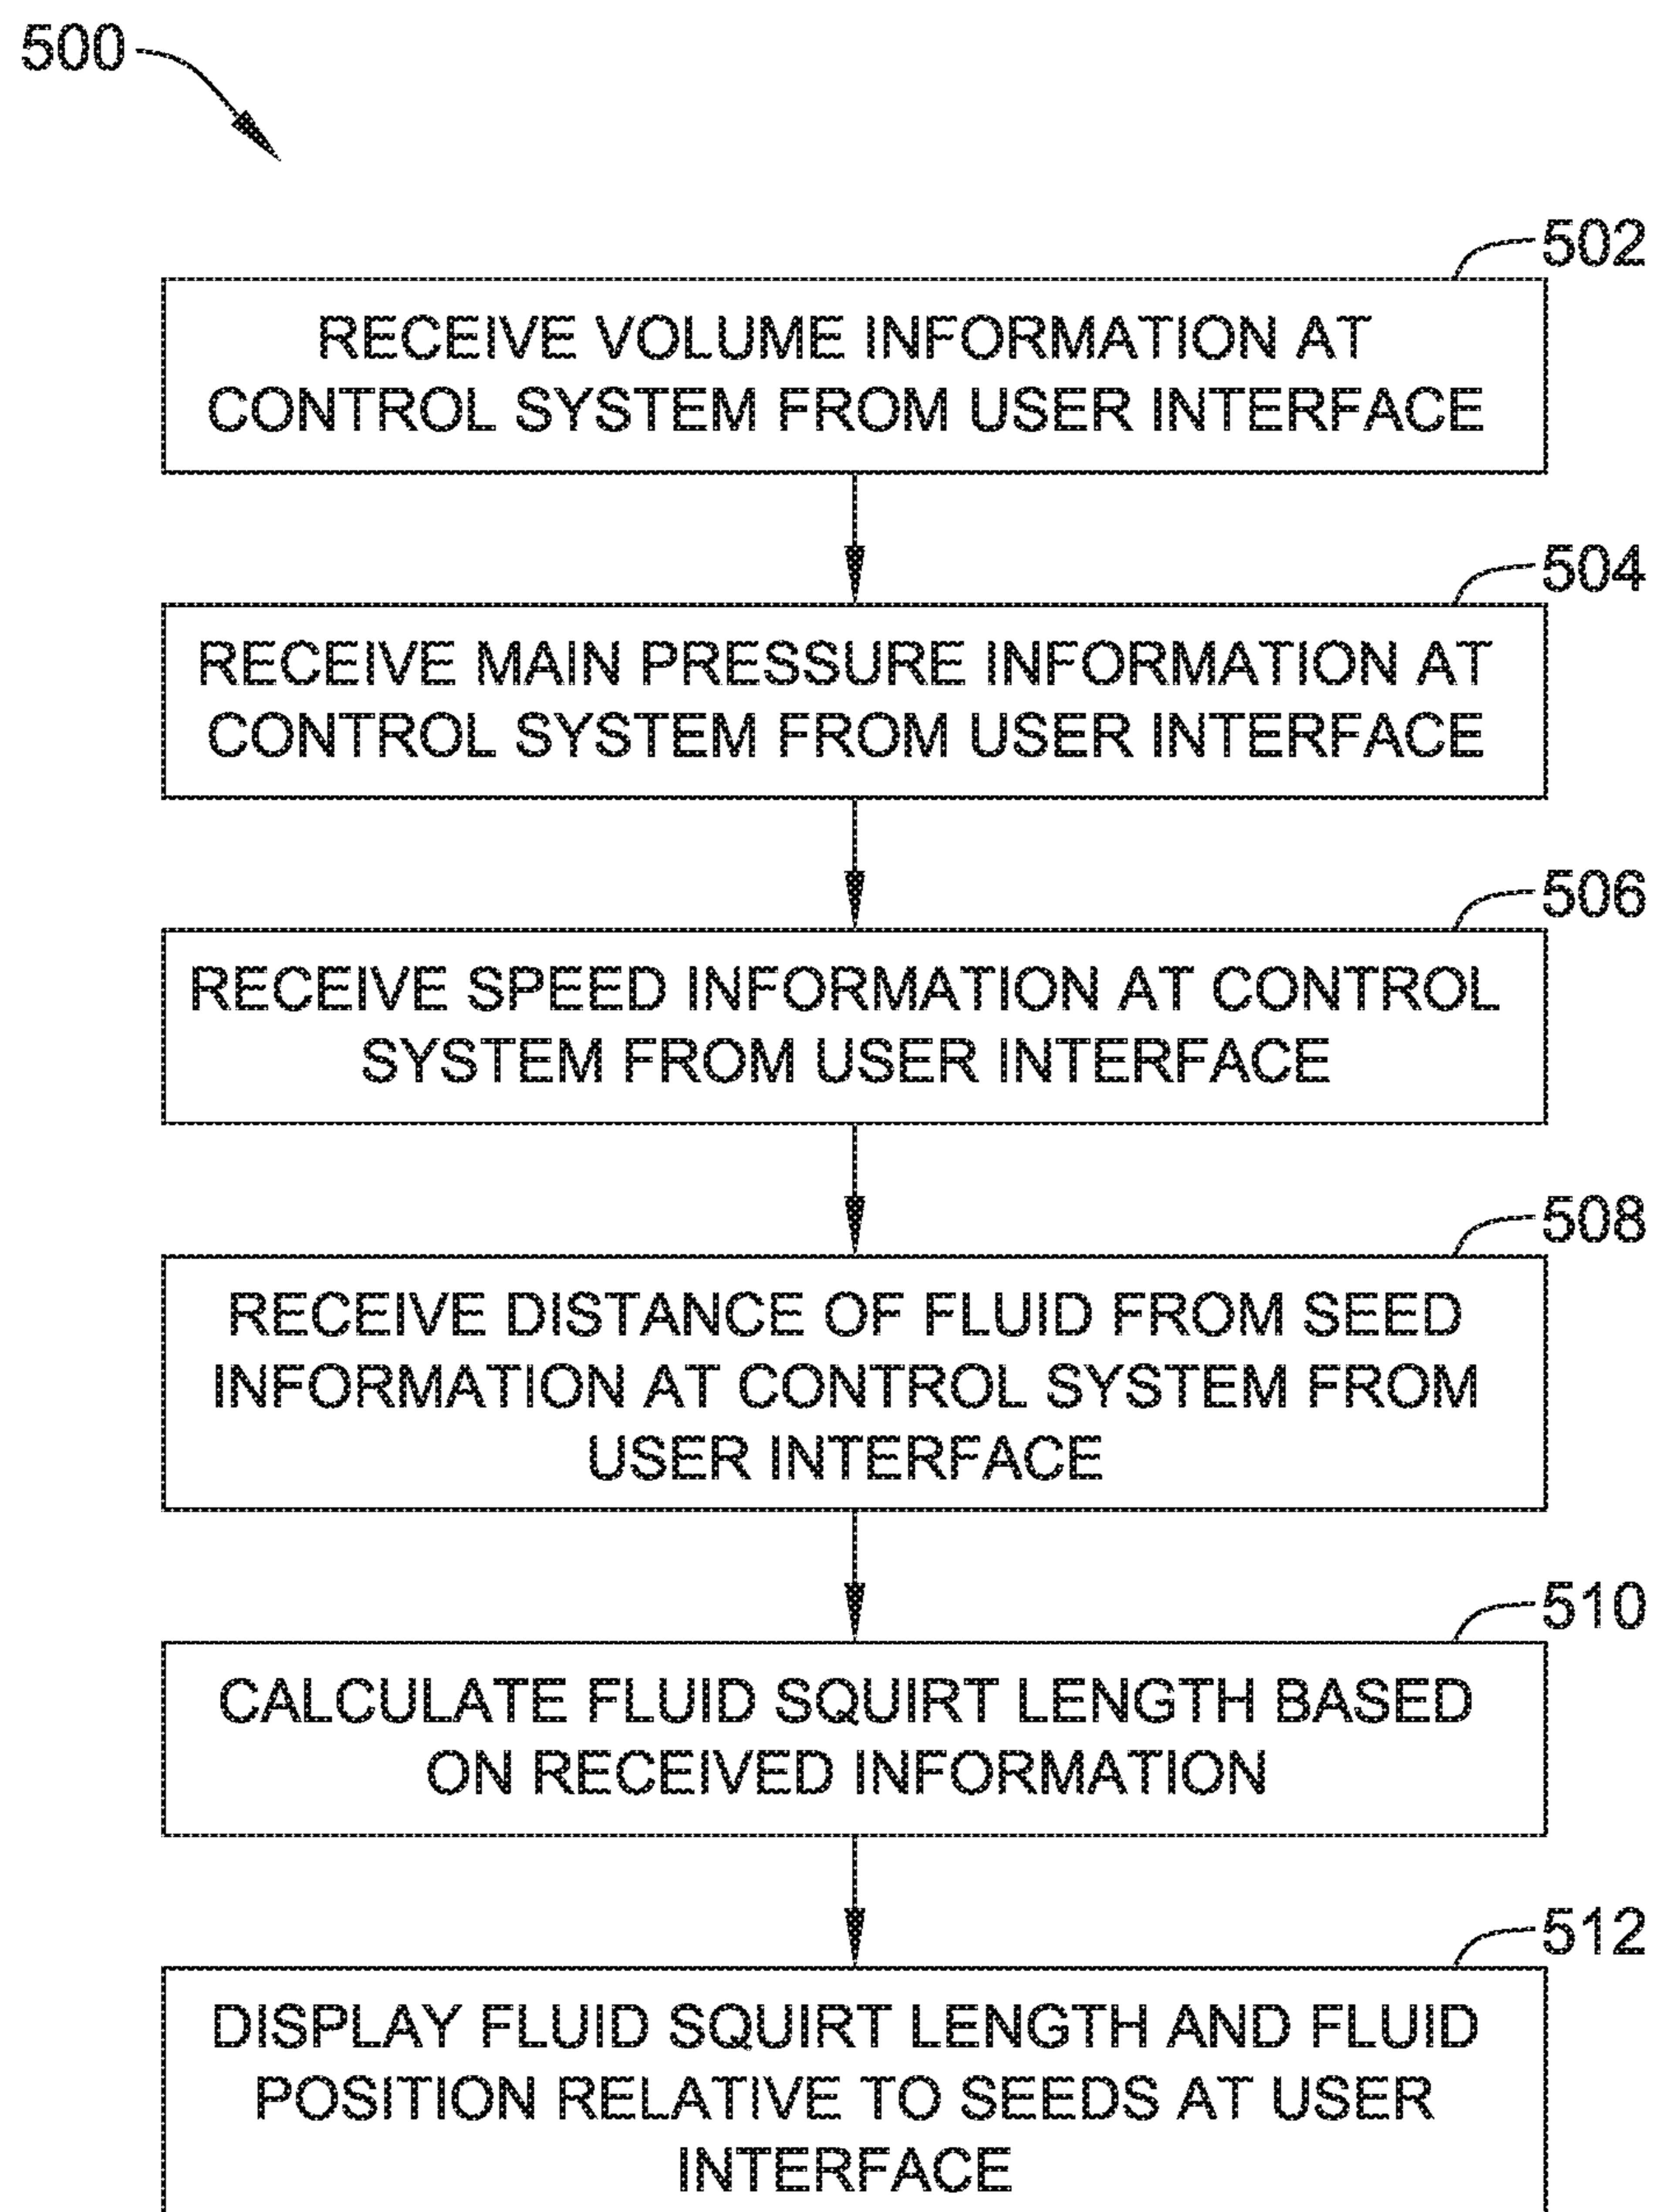 500
502
RECEIVE VOLUME INFORMATION AT
CONTROL SYSTEM FROM USER INTERFACE
504
RECEIVE MAIN PRESSURE INFORMATION AT
CONTROL SYSTEM FROM USER INTERFACE
506
RECEIVE SPEED INFORMATION AT CONTROL
SYSTEM FROM USER INTERFACE
508
RECEIVE DISTANCE OF FLUID FROM SEED
INFORMATION AT CONTROL SYSTEM FROM
USER INTERFACE
510
CALCULATE FLUID SQUIRT LENGTH BASED
ON RECEIVED INFORMATION
512
DISPLAY FLUID SQUIRT LENGTH AND FLUID
POSITION RELATIVE TO SEEDS AT USER
INTERFACE